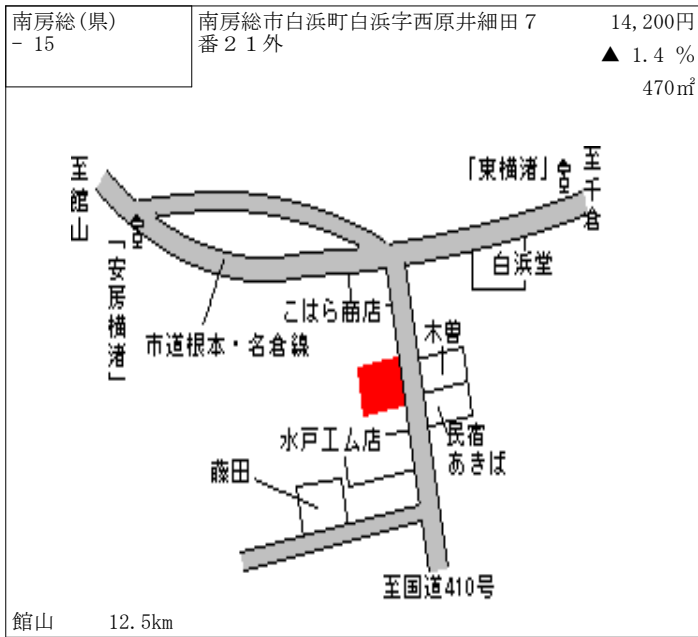 南房総(県)
- 15
南房総市白浜町白浜字西原井細田7
番21外
14,200円
▲ 1.4 %
470㎡
至館山
「安房横渚」
「東横渚」
至千倉
白浜堂
こはら商店
市道根本・名倉線
木曽
民宿
あきば
水戸工ム店
藤田
至国道410号
館山 12.5km